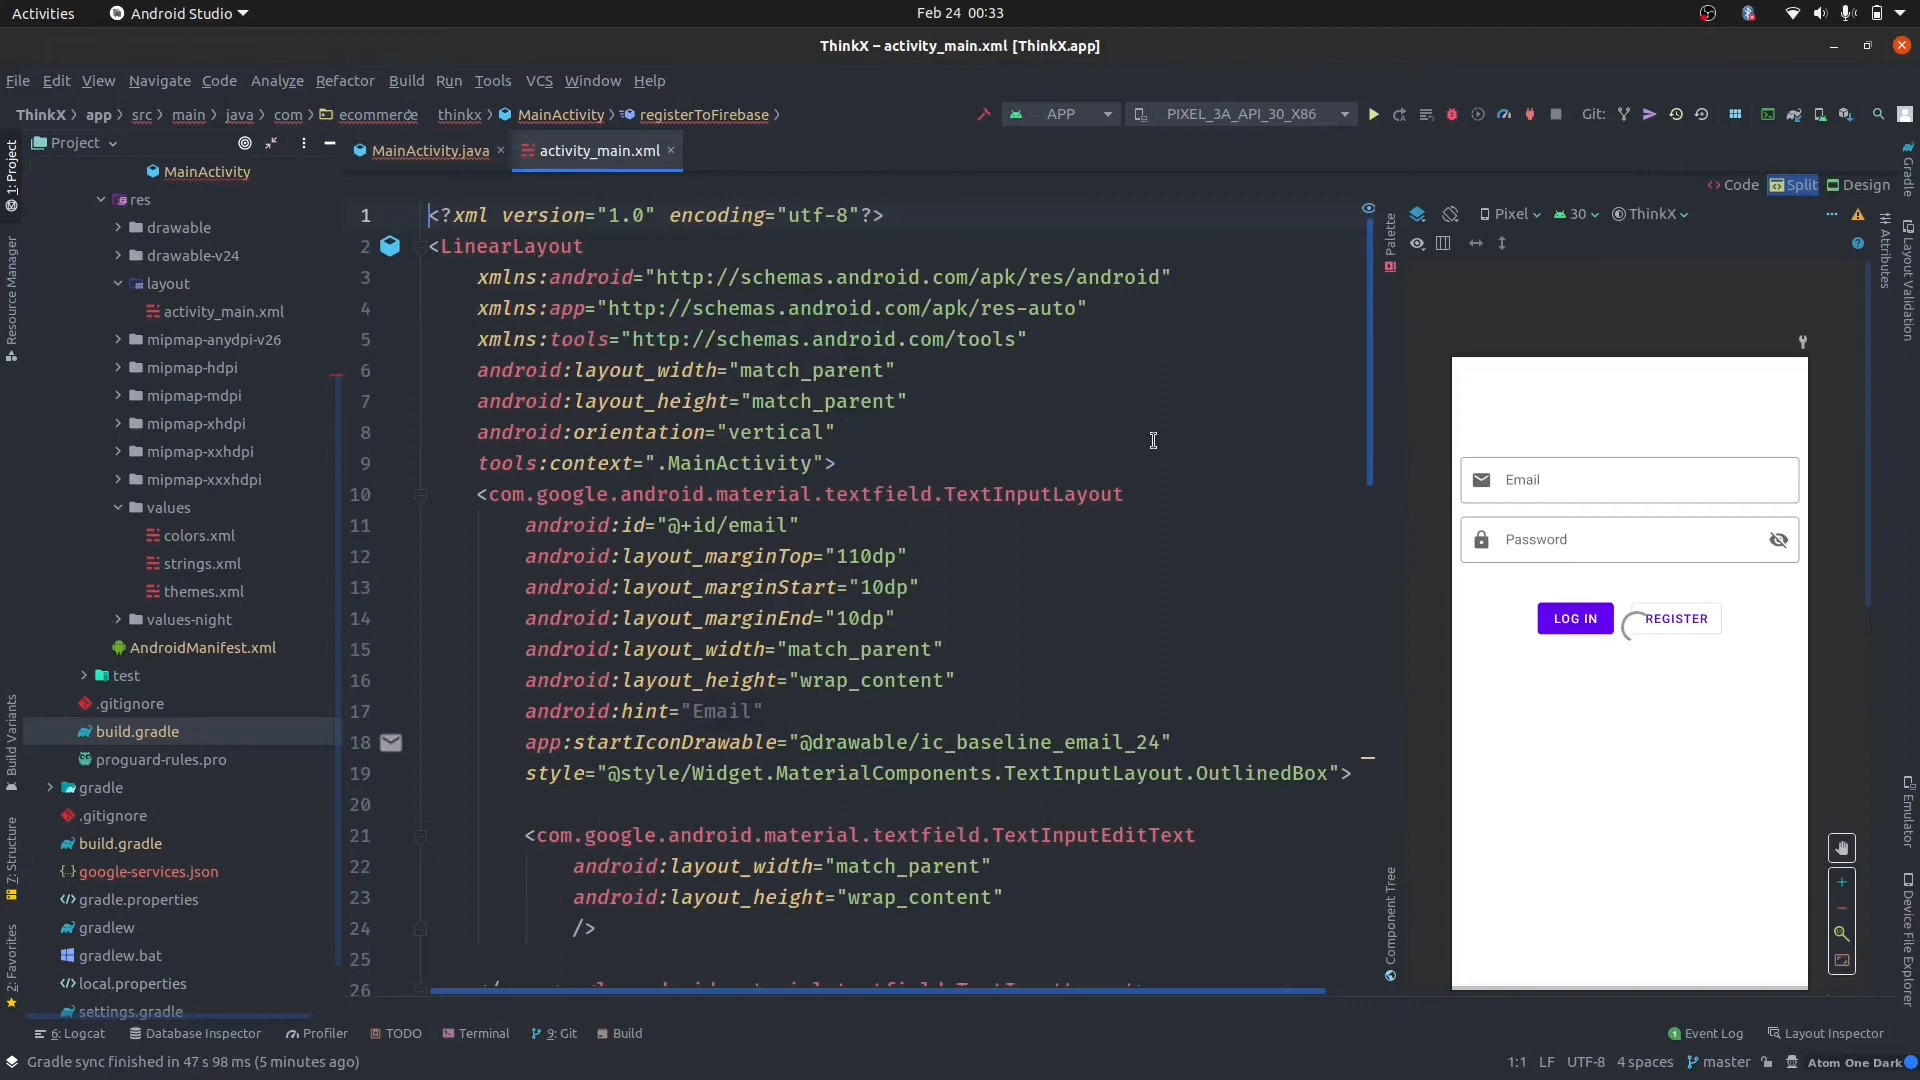 Activities
Android Studio
Feb 24 00:33
ThinkX – activity_main.xml [ThinkX.app]
File Edit View Navigate Code Analyze Refactor Build Run Tools VCS Window Help
ThinkX app src main java com ecommerce thinkx MainActivity registerToFirebase
APP
PIXEL_3A_API_30_X86
Git:
Project
MainActivity.java
activity_main.xml
Code Split Design
Pixel 30 ThinkX
1: Project
Resource Manager
Build Variants
7: Structure
2: Favorites
MainActivity
res
drawable
drawable-v24
layout
activity_main.xml
mipmap-anydpi-v26
mipmap-hdpi
mipmap-mdpi
mipmap-xhdpi
mipmap-xxhdpi
mipmap-xxxhdpi
values
colors.xml
strings.xml
themes.xml
values-night
AndroidManifest.xml
test
.gitignore
build.gradle
proguard-rules.pro
gradle
.gitignore
build.gradle
google-services.json
gradle.properties
gradlew
gradlew.bat
local.properties
settings.gradle
1 <?xml version="1.0" encoding="utf-8"?>
2 <LinearLayout
3 xmlns:android="http://schemas.android.com/apk/res/android"
4 xmlns:app="http://schemas.android.com/apk/res-auto"
5 xmlns:tools="http://schemas.android.com/tools"
6 android:layout_width="match_parent"
7 android:layout_height="match_parent"
8 android:orientation="vertical"
9 tools:context=".MainActivity">
10 <com.google.android.material.textfield.TextInputLayout
11 android:id="@+id/email"
12 android:layout_marginTop="110dp"
13 android:layout_marginStart="10dp"
14 android:layout_marginEnd="10dp"
15 android:layout_width="match_parent"
16 android:layout_height="wrap_content"
17 android:hint="Email"
18 app:startIconDrawable="@drawable/ic_baseline_email_24"
19 style="@style/Widget.MaterialComponents.TextInputLayout.OutlinedBox">
20
21 <com.google.android.material.textfield.TextInputEditText
22 android:layout_width="match_parent"
23 android:layout_height="wrap_content"
24 />
25
26
Palette
Component Tree
Email
Password
LOG IN
REGISTER
Attributes
Gradle
Layout Validation
Emulator
Device File Explorer
6: Logcat Database Inspector Profiler TODO Terminal 9: Git Build
1 Event Log Layout Inspector
Gradle sync finished in 47 s 98 ms (5 minutes ago)
1:1 LF UTF-8 4 spaces master Atom One Dark